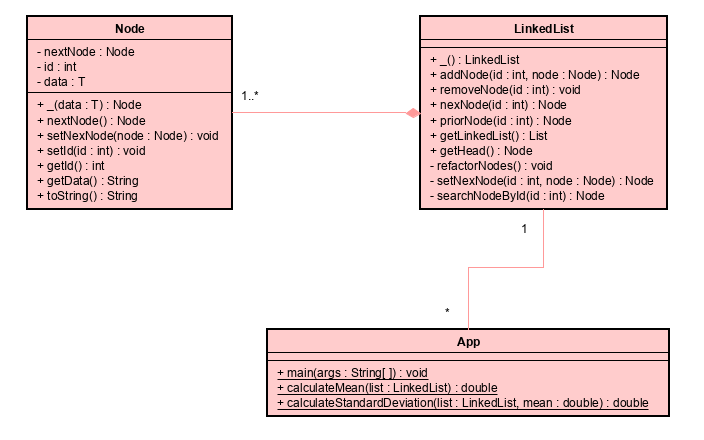 Node
- nextNode : Node
- id : int
- data : T
+ _(data : T) : Node
+ nextNode() : Node
+ setNexNode(node : Node) : void
+ setId(id : int) : void
+ getId() : int
+ getData() : String
+ toString() : String
1..*
LinkedList
+ _() : LinkedList
+ addNode(id : int, node : Node) : Node
+ removeNode(id : int) : void
+ nexNode(id : int) : Node
+ priorNode(id : int) : Node
+ getLinkedList() : List
+ getHead() : Node
- refactorNodes() : void
- setNexNode(id : int, node : Node) : Node
- searchNodeById(id : int) : Node
1
*
App
+ main(args : String[ ]) : void
+ calculateMean(list : LinkedList) : double
+ calculateStandardDeviation(list : LinkedList, mean : double) : double